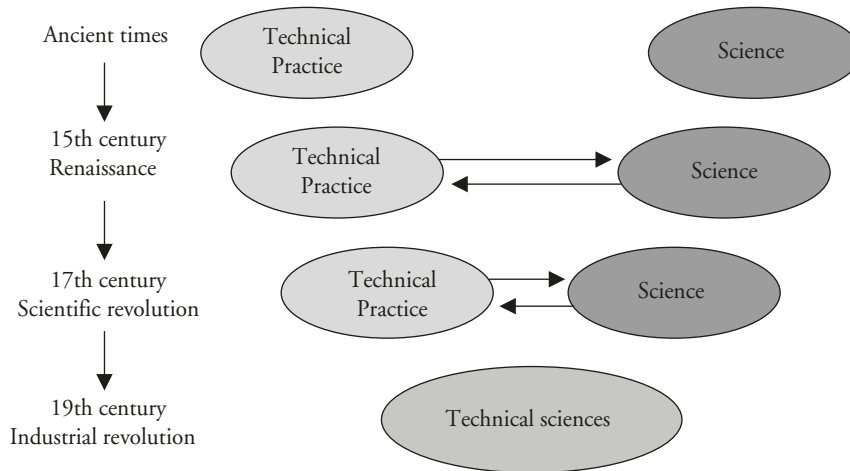 Ancient times
Technical
Practice
Science
15th century
Renaissance
Technical
Practice
Science
17th century
Scientific revolution
Technical
Practice
Science
19th century
Industrial revolution
Technical sciences